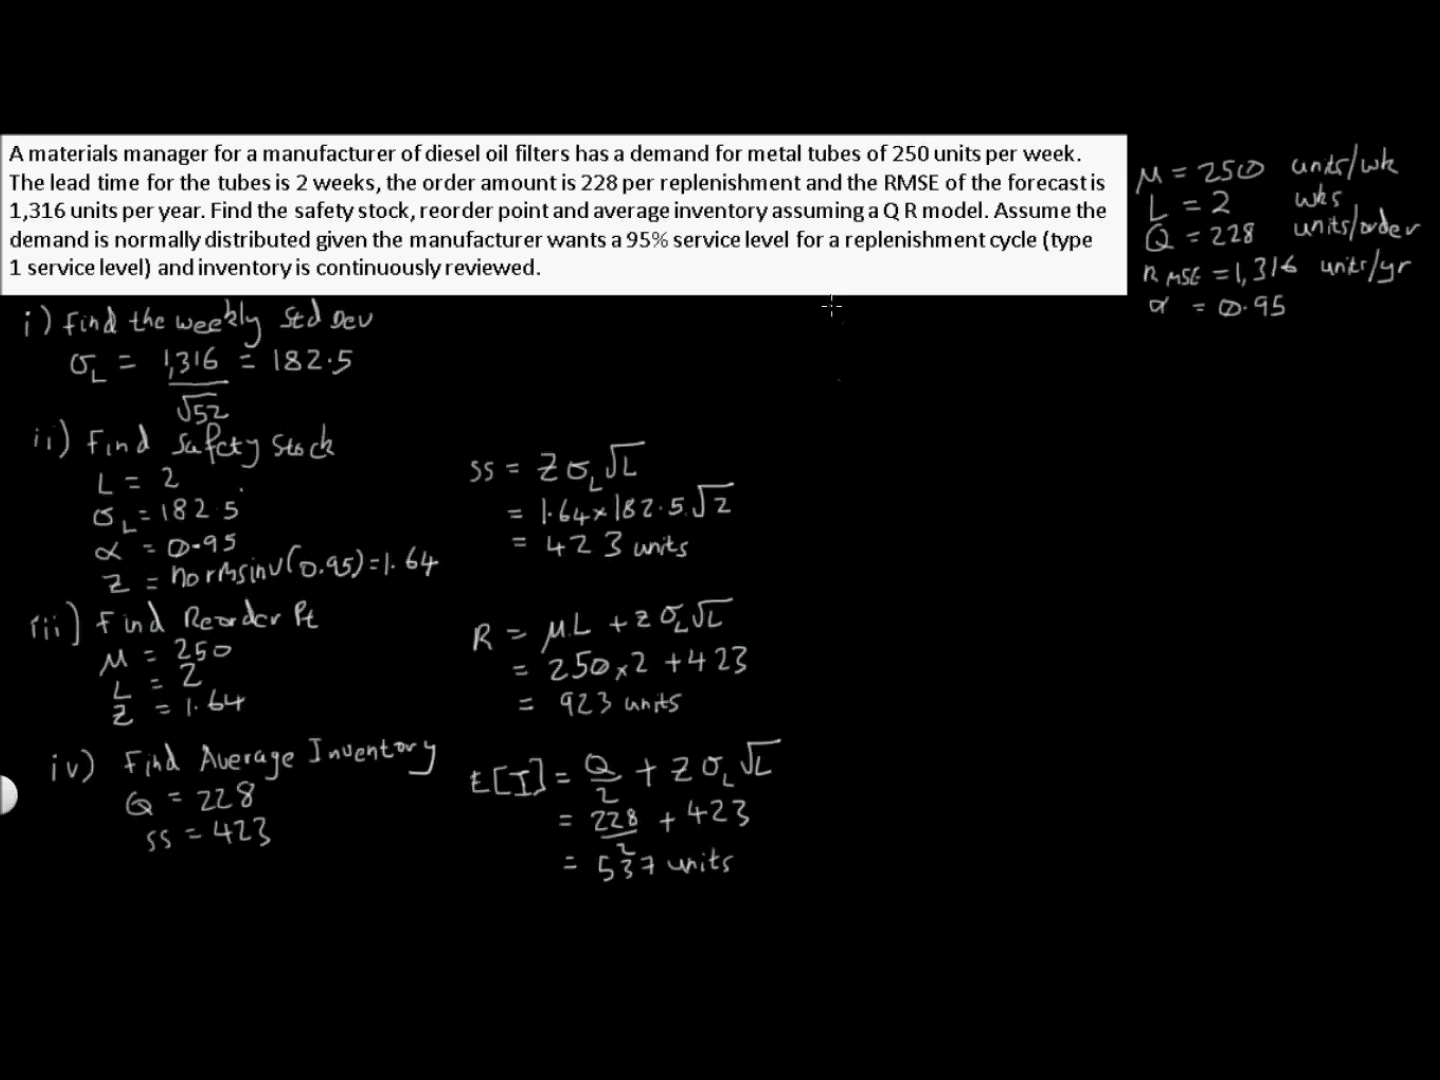 A materials manager for a manufacturer of diesel oil filters has a demand for metal tubes of 250 units per week.
The lead time for the tubes is 2 weeks, the order amount is 228 per replenishment and the RMSE of the forecast is
1,316 units per year. Find the safety stock, reorder point and average inventory assuming a Q R model. Assume the
demand is normally distributed given the manufacturer wants a 95% service level for a replenishment cycle (type
1 service level) and inventory is continuously reviewed.
μ = 250 units/wk
L = 2 wks
Q = 228 units/order
RMSE = 1,316 units/yr
α = 0.95
i) Find the weekly Std Dev
σL = 1,316/√52 = 182.5
ii) Find Safety Stock
L = 2
σL = 182.5
α = 0.95
Z = normsinv(0.95) = 1.64
SS = ZσL√L
= 1.64×182.5√2
= 423 units
iii) Find Reorder Pt
μ = 250
L = 2
Z = 1.64
R = μL + ZσL√L
= 250×2 + 423
= 923 units
iv) Find Average Inventory
Q = 228
SS = 423
E[I] = Q/2 + ZσL√L
= 228/2 + 423
= 537 units